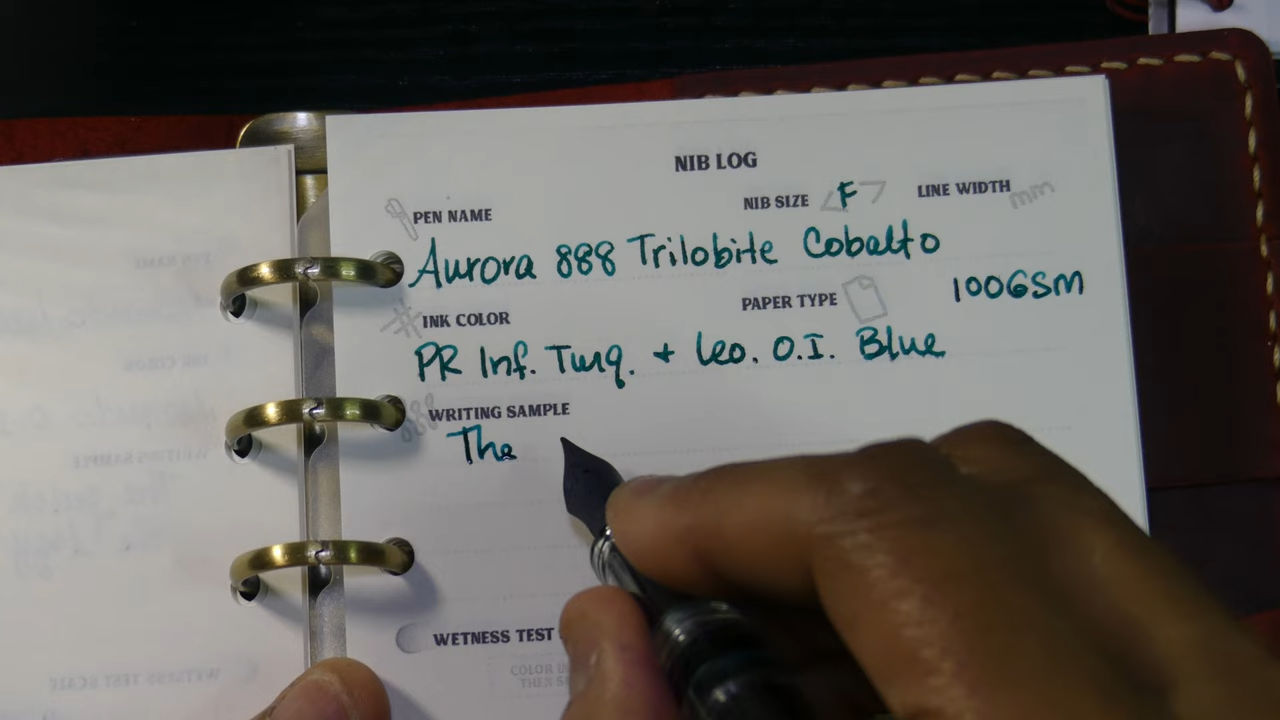 NIB LOG
PEN NAME NIB SIZE <F> LINE WIDTH mm
Aurora 888 Trilobite Cobalto
INK COLOR PAPER TYPE 100GSM
PR Inf. Turq. + Leo. O.I. Blue
888 WRITING SAMPLE
The
WETNESS TEST